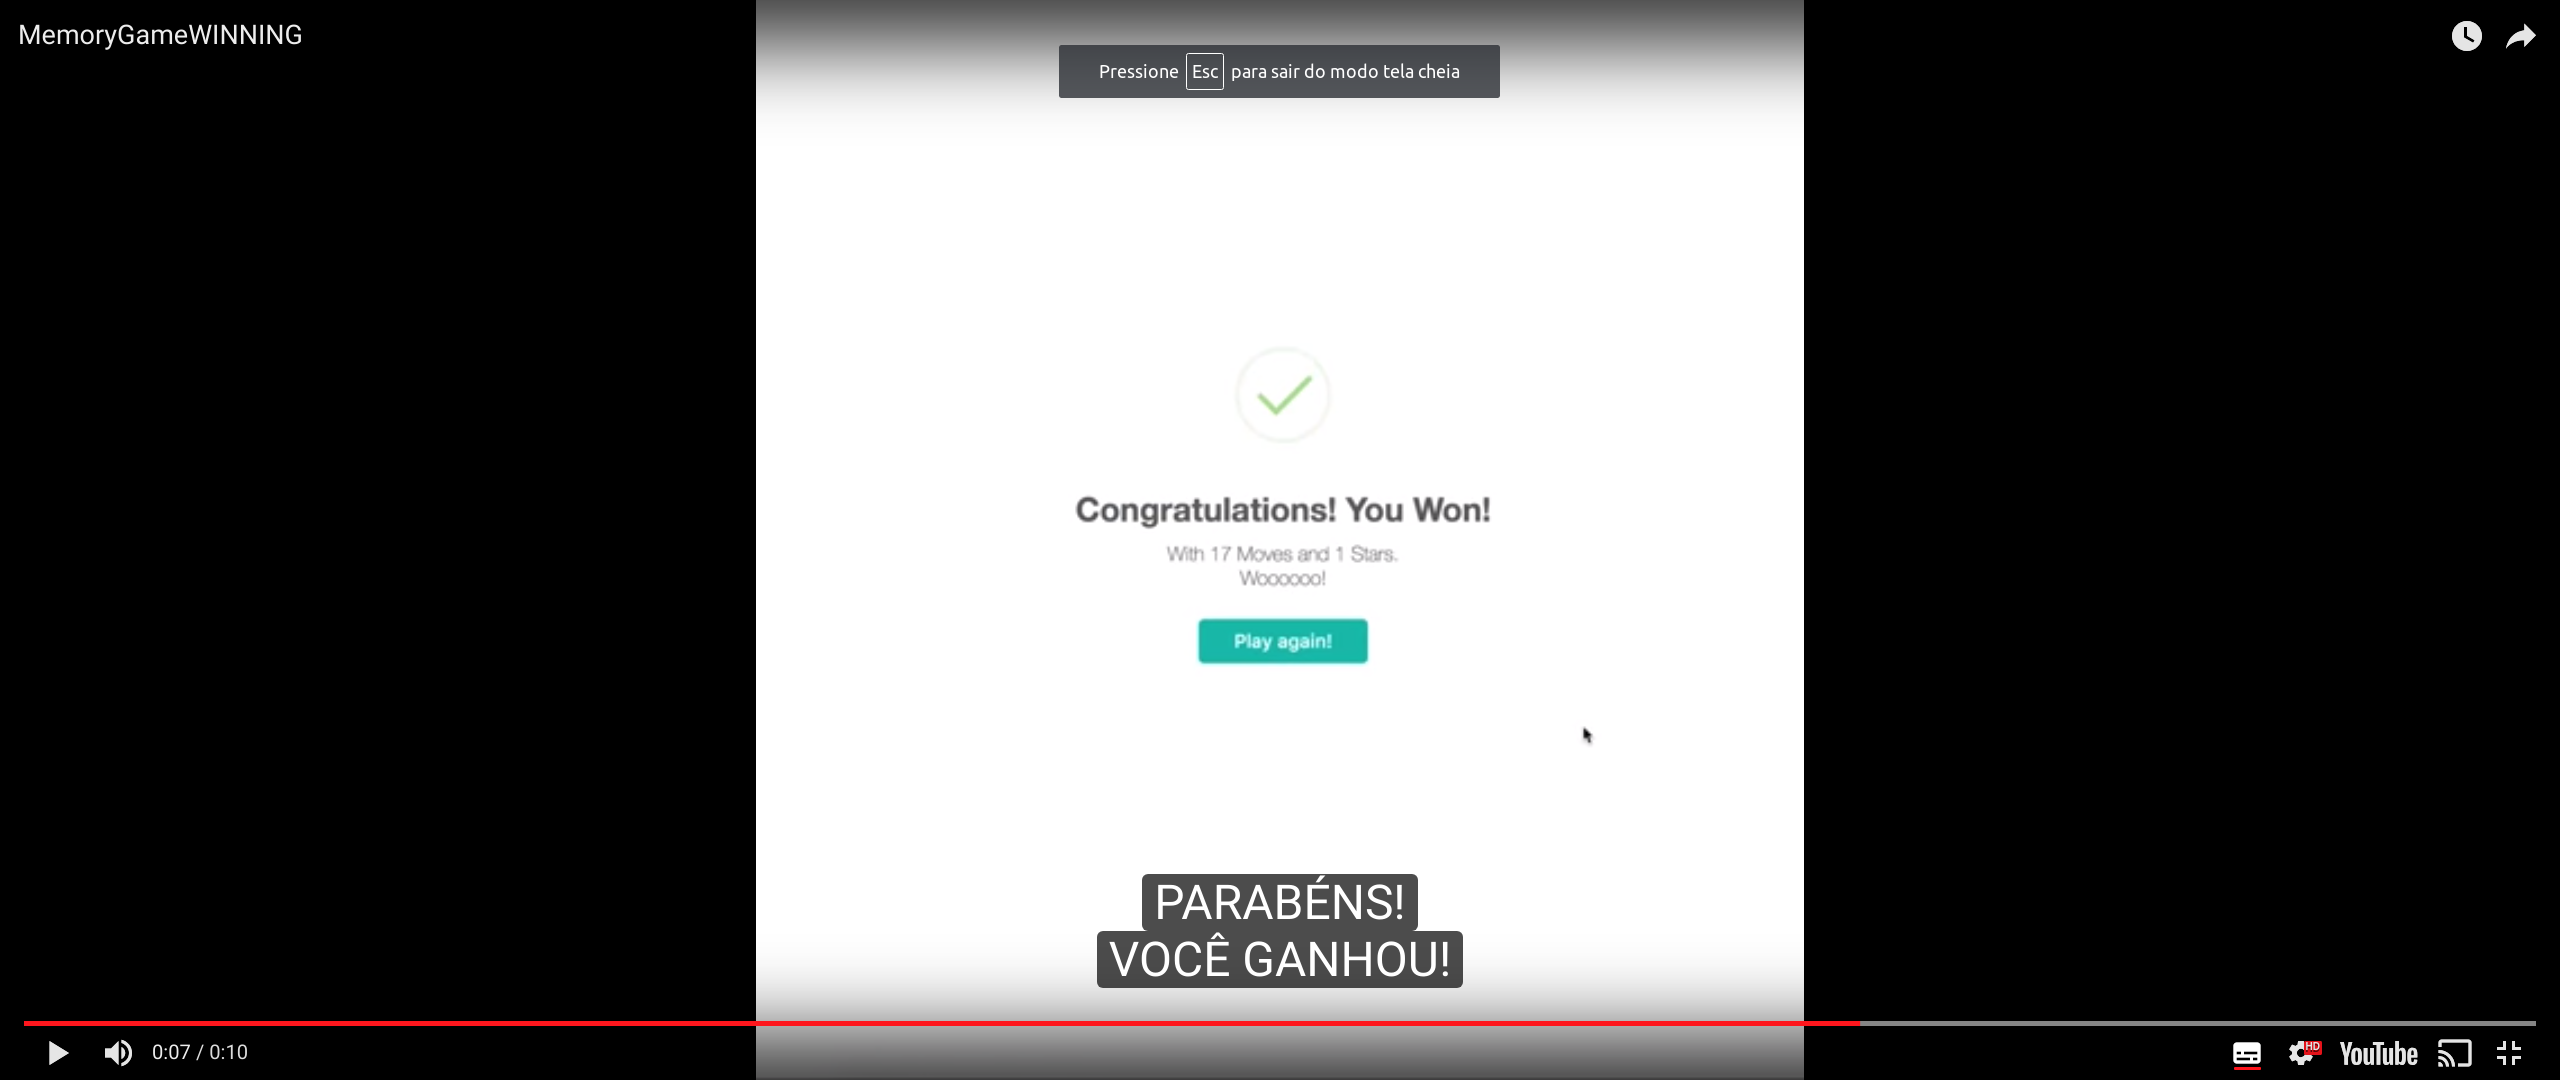 MemoryGameWINNING
Pressione Esc para sair do modo tela cheia
Congratulations! You Won!
With 17 Moves and 1 Stars.
Woooooo!
Play again!
PARABÉNS!
VOCÊ GANHOU!
0:07 / 0:10
HD
YouTube